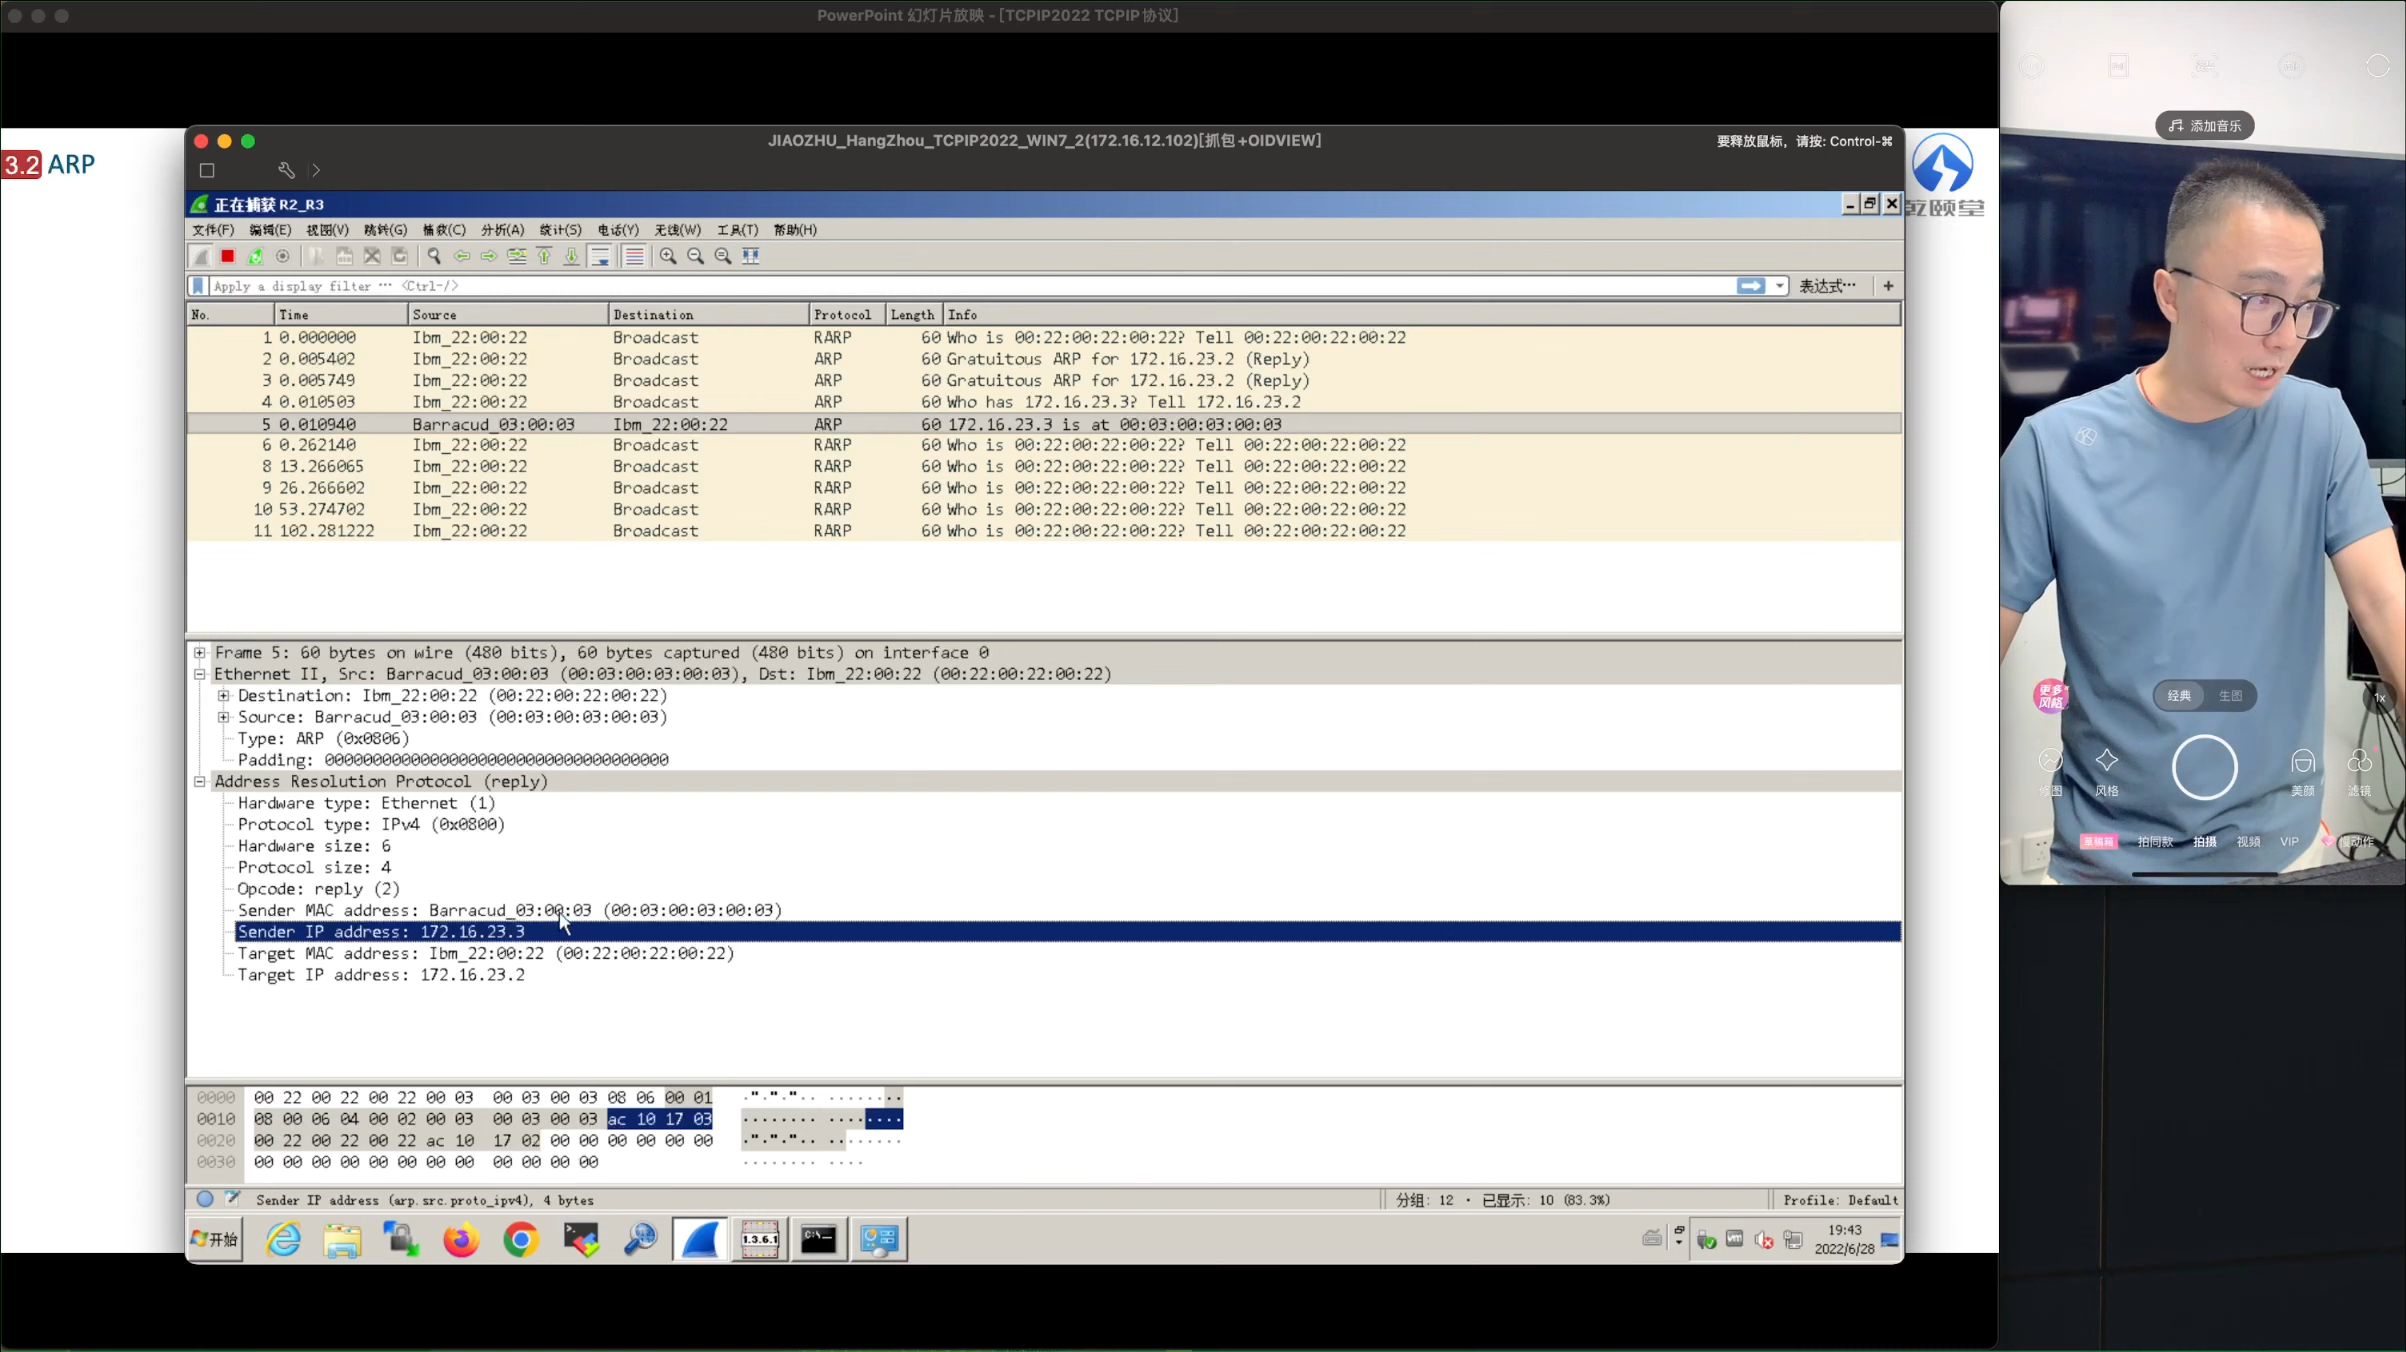 PowerPoint 幻灯片放映 - [TCPIP2022 TCPIP协议]
3.2 ARP
乾颐堂
JIAOZHU_HangZhou_TCPIP2022_WIN7_2(172.16.12.102)[抓包+OIDVIEW]
要释放鼠标，请按: Control-⌘
正在捕获 R2_R3
文件(F) 编辑(E) 视图(V) 跳转(G) 捕获(C) 分析(A) 统计(S) 电话(Y) 无线(W) 工具(T) 帮助(H)
Apply a display filter … <Ctrl-/>
表达式…
No. Time Source Destination Protocol Length Info
1 0.000000 Ibm_22:00:22 Broadcast RARP 60 Who is 00:22:00:22:00:22? Tell 00:22:00:22:00:22
2 0.005402 Ibm_22:00:22 Broadcast ARP 60 Gratuitous ARP for 172.16.23.2 (Reply)
3 0.005749 Ibm_22:00:22 Broadcast ARP 60 Gratuitous ARP for 172.16.23.2 (Reply)
4 0.010503 Ibm_22:00:22 Broadcast ARP 60 Who has 172.16.23.3? Tell 172.16.23.2
5 0.010940 Barracud_03:00:03 Ibm_22:00:22 ARP 60 172.16.23.3 is at 00:03:00:03:00:03
6 0.262140 Ibm_22:00:22 Broadcast RARP 60 Who is 00:22:00:22:00:22? Tell 00:22:00:22:00:22
8 13.266065 Ibm_22:00:22 Broadcast RARP 60 Who is 00:22:00:22:00:22? Tell 00:22:00:22:00:22
9 26.266602 Ibm_22:00:22 Broadcast RARP 60 Who is 00:22:00:22:00:22? Tell 00:22:00:22:00:22
10 53.274702 Ibm_22:00:22 Broadcast RARP 60 Who is 00:22:00:22:00:22? Tell 00:22:00:22:00:22
11 102.281222 Ibm_22:00:22 Broadcast RARP 60 Who is 00:22:00:22:00:22? Tell 00:22:00:22:00:22
Frame 5: 60 bytes on wire (480 bits), 60 bytes captured (480 bits) on interface 0
Ethernet II, Src: Barracud_03:00:03 (00:03:00:03:00:03), Dst: Ibm_22:00:22 (00:22:00:22:00:22)
Destination: Ibm_22:00:22 (00:22:00:22:00:22)
Source: Barracud_03:00:03 (00:03:00:03:00:03)
Type: ARP (0x0806)
Padding: 000000000000000000000000000000000000
Address Resolution Protocol (reply)
Hardware type: Ethernet (1)
Protocol type: IPv4 (0x0800)
Hardware size: 6
Protocol size: 4
Opcode: reply (2)
Sender MAC address: Barracud_03:00:03 (00:03:00:03:00:03)
Sender IP address: 172.16.23.3
Target MAC address: Ibm_22:00:22 (00:22:00:22:00:22)
Target IP address: 172.16.23.2
0000 00 22 00 22 00 22 00 03 00 03 00 03 08 06 00 01 .".".".. ........
0010 08 00 06 04 00 02 00 03 00 03 00 03 ac 10 17 03 ........ ........
0020 00 22 00 22 00 22 ac 10 17 02 00 00 00 00 00 00 .".".".. ........
0030 00 00 00 00 00 00 00 00 00 00 00 00 ........ ....
Sender IP address (arp.src.proto_ipv4), 4 bytes
分组: 12 · 已显示: 10 (83.3%)
Profile: Default
开始
1.3.6.1
19:43
2022/6/28
添加音乐
更多
风格
经典 生图
1x
修图 风格 美颜 滤镜
草稿箱 拍同款 拍摄 视频 VIP 慢动作